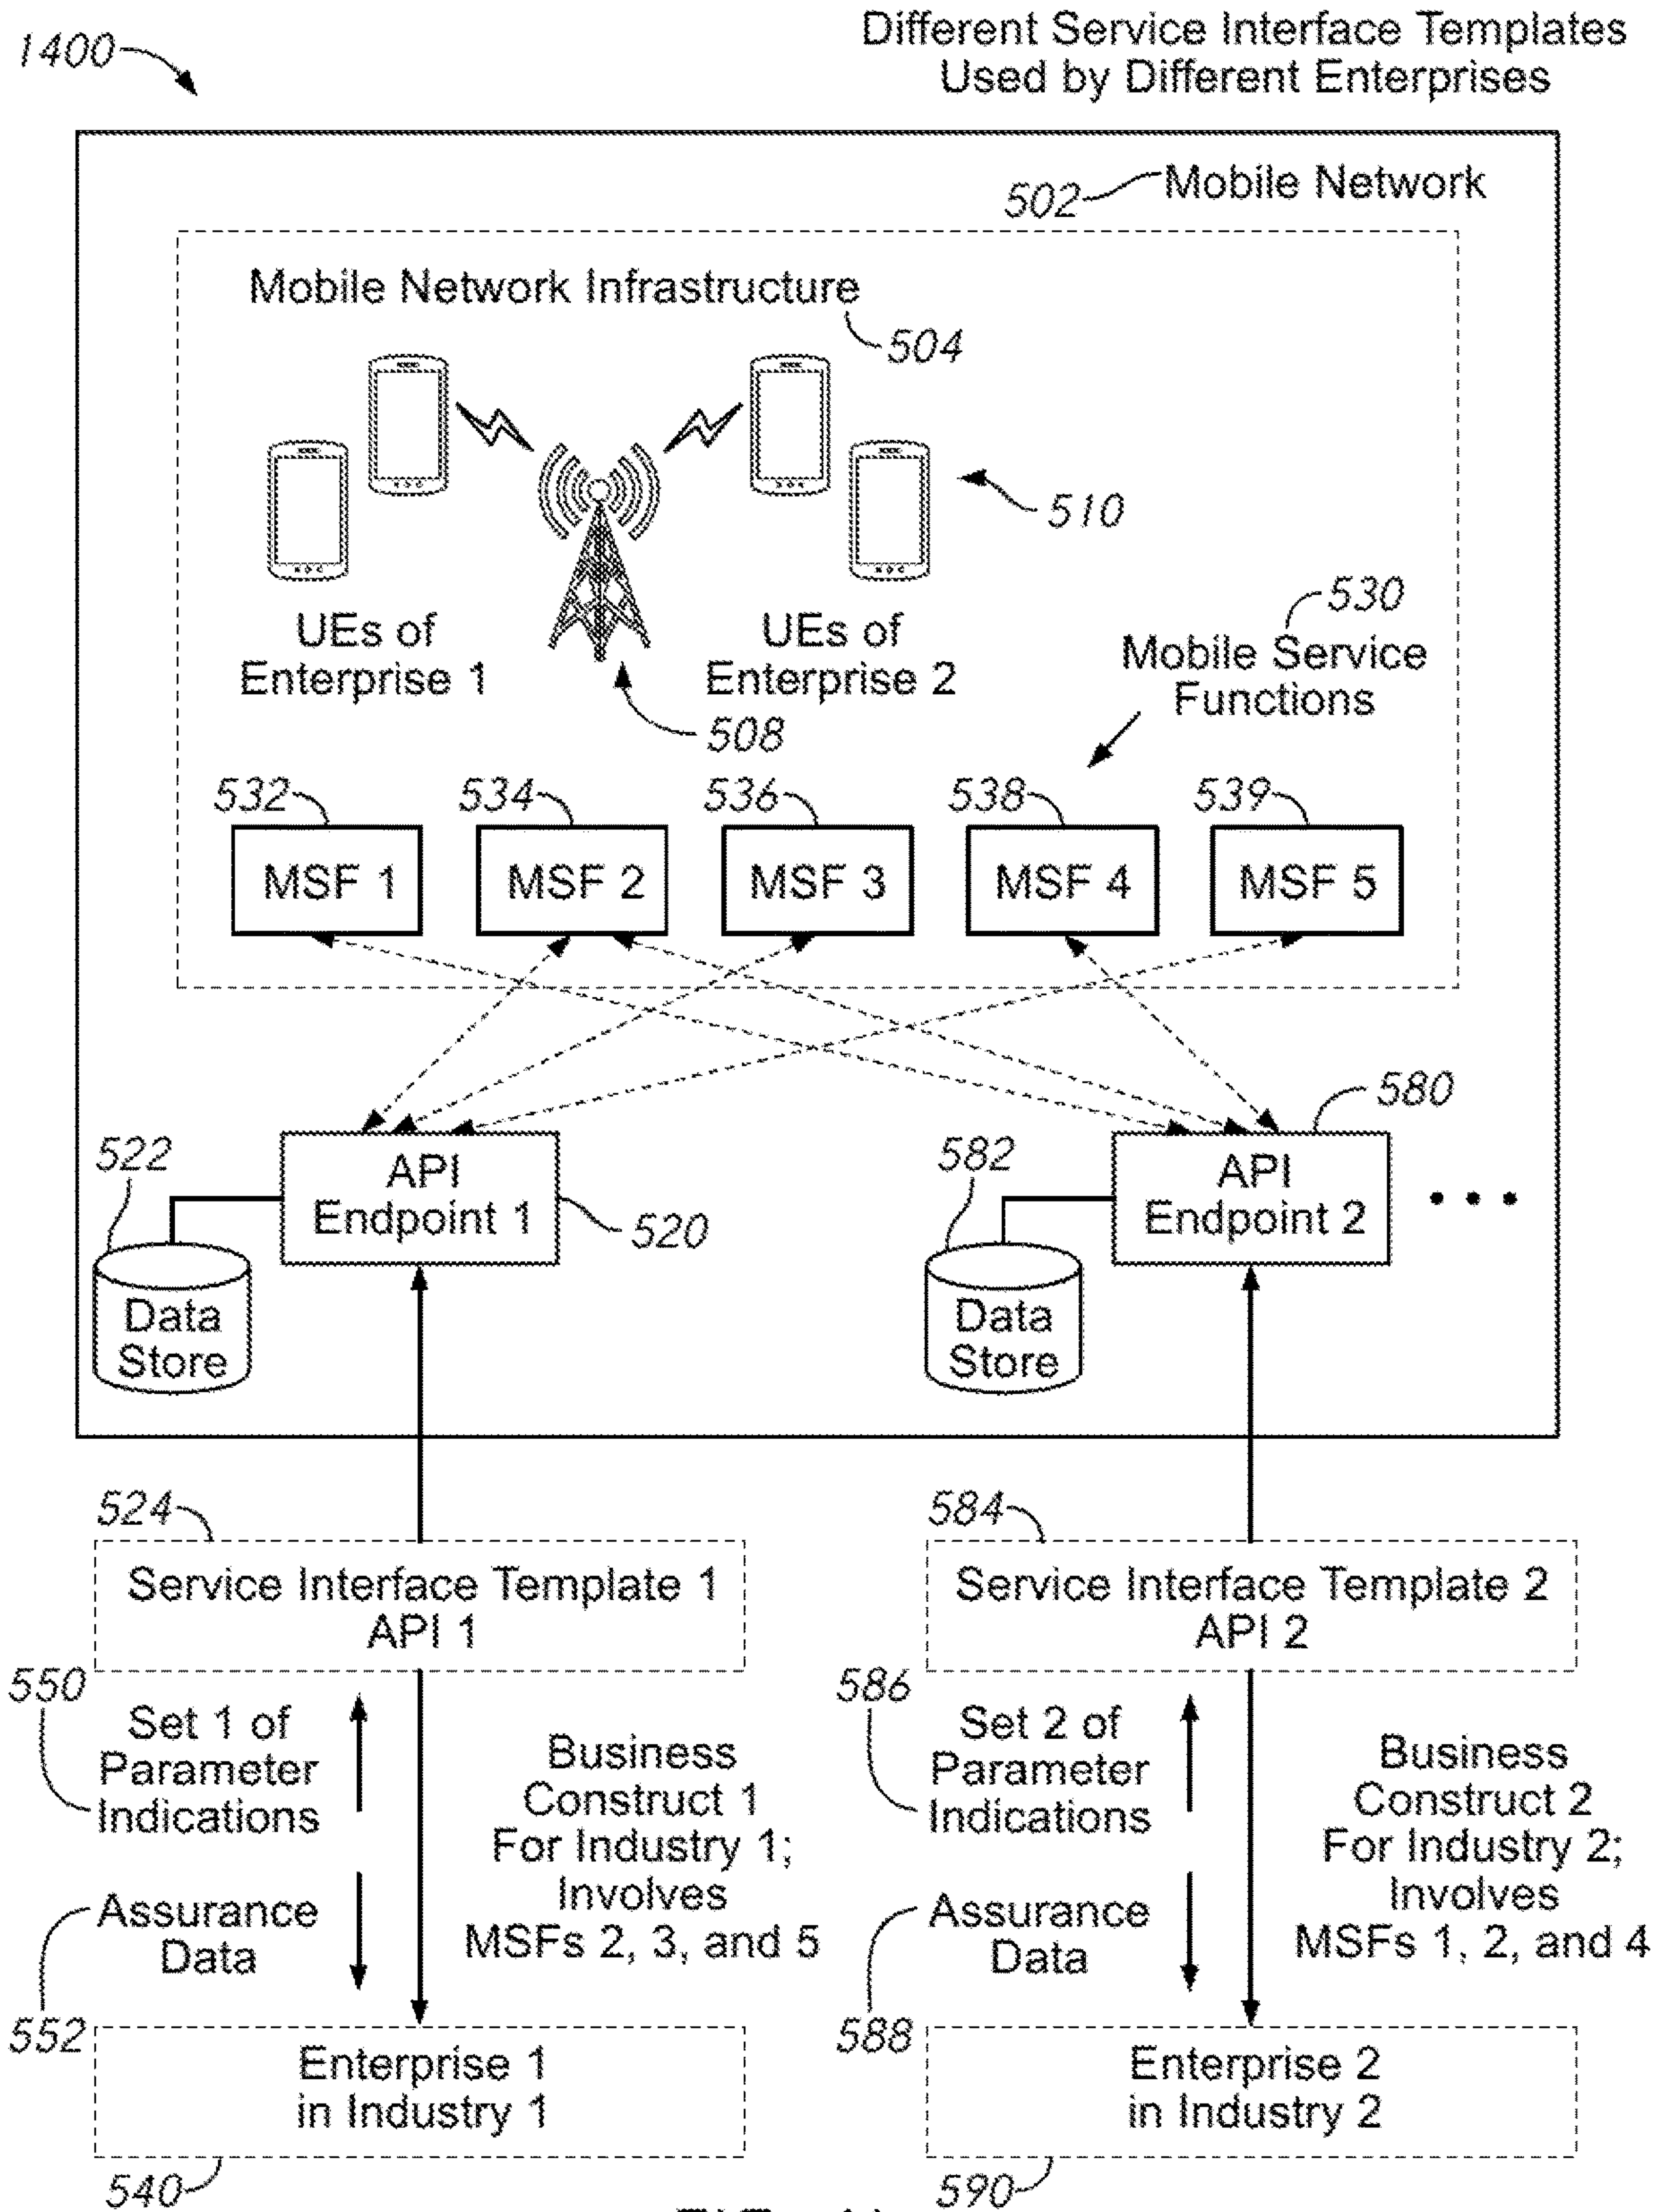 1400
Different Service Interface Templates
Used by Different Enterprises
502
Mobile Network
Mobile Network Infrastructure
504
510
UEs of
Enterprise 1
UEs of
Enterprise 2
508
530
Mobile Service
Functions
532
534
536
538
539
MSF 1
MSF 2
MSF 3
MSF 4
MSF 5
522
API
Endpoint 1
520
Data
Store
582
580
API
Endpoint 2
Data
Store
524
Service Interface Template 1
API 1
584
Service Interface Template 2
API 2
550
Set 1 of
Parameter
Indications
Business
Construct 1
For Industry 1;
Involves
MSFs 2, 3, and 5
Assurance
Data
552
586
Set 2 of
Parameter
Indications
Business
Construct 2
For Industry 2;
Involves
MSFs 1, 2, and 4
Assurance
Data
588
Enterprise 1
in Industry 1
540
Enterprise 2
in Industry 2
590